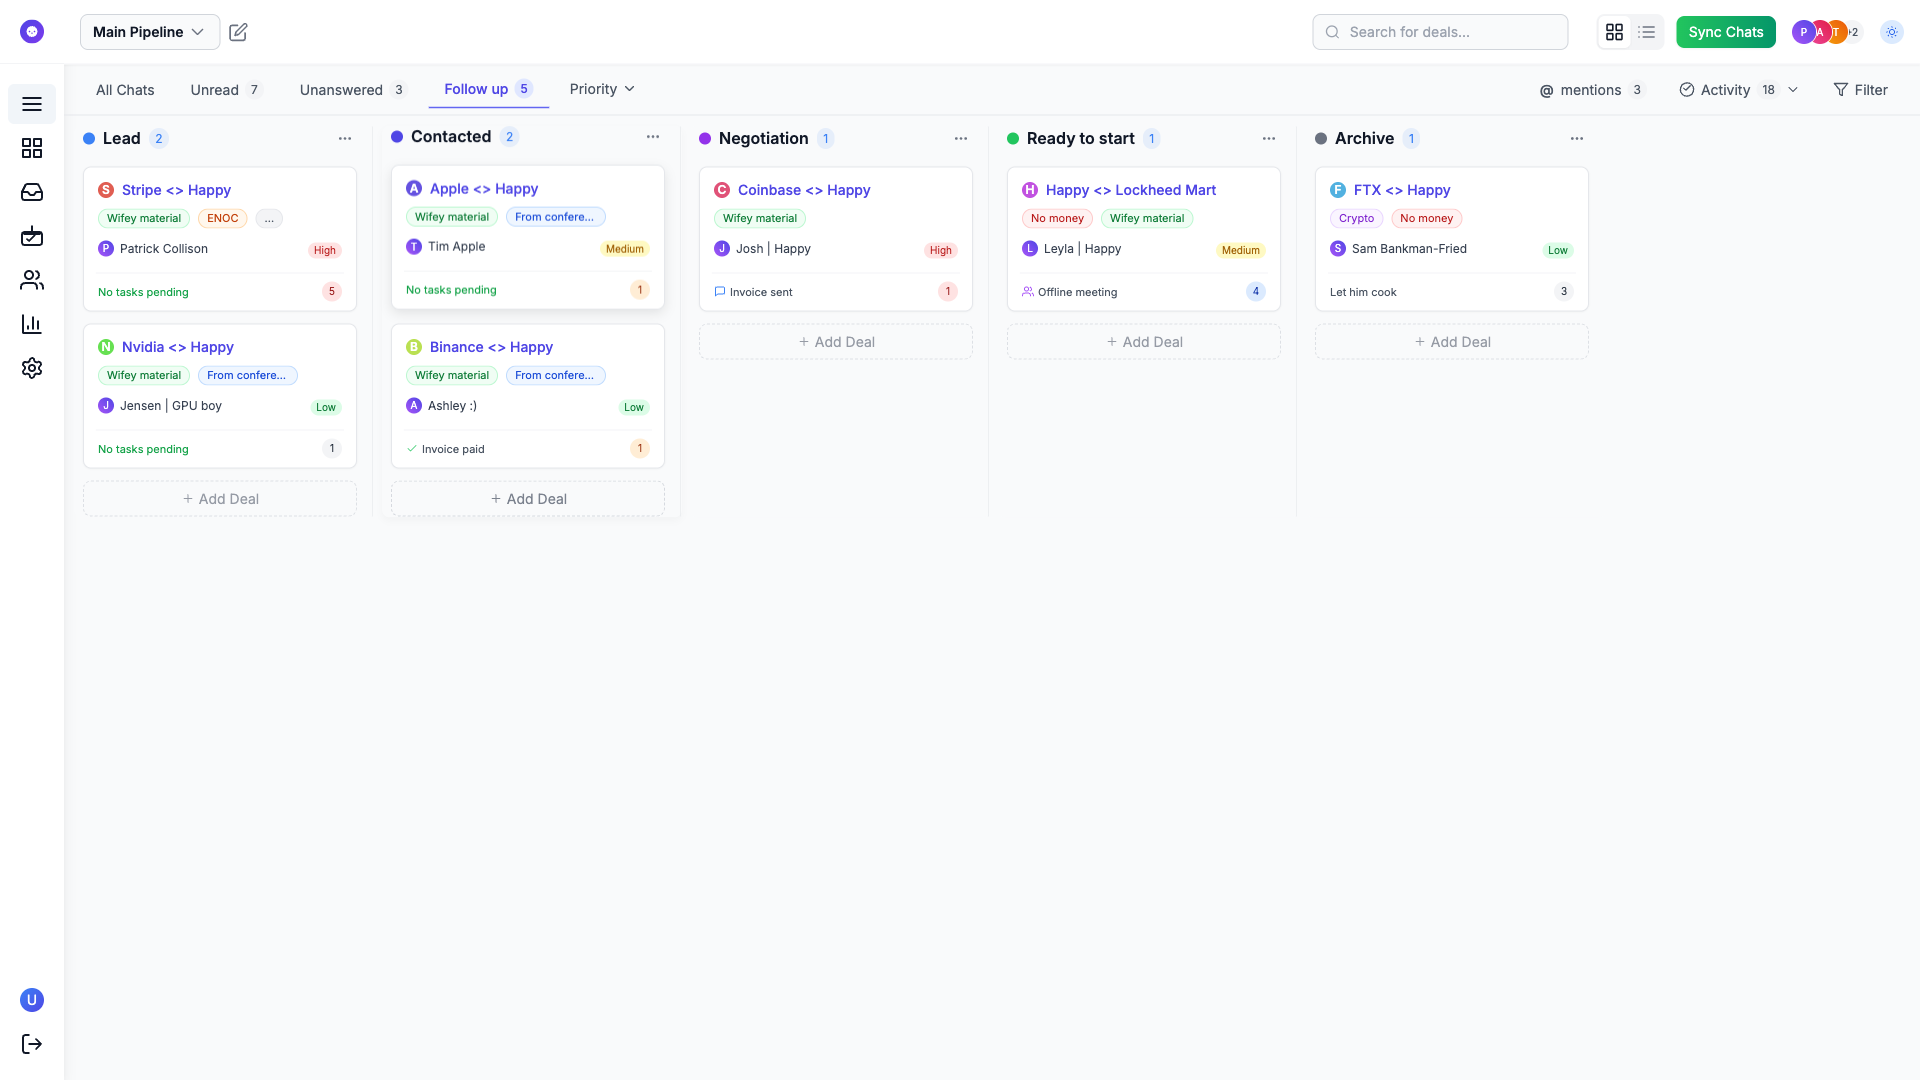 Main Pipeline
Search for deals...
Sync Chats
P
A
T
+2
All Chats
Unread 7
Unanswered 3
Follow up 5
Priority
@ mentions 3
Activity 18
Filter
Lead 2
S Stripe <> Happy
Wifey material ENOC ...
P Patrick Collison High
No tasks pending 5
N Nvidia <> Happy
Wifey material From confere...
J Jensen | GPU boy Low
No tasks pending 1
+ Add Deal
Contacted 2
A Apple <> Happy
Wifey material From confere...
T Tim Apple Medium
No tasks pending 1
B Binance <> Happy
Wifey material From confere...
A Ashley :) Low
Invoice paid 1
+ Add Deal
Negotiation 1
C Coinbase <> Happy
Wifey material
J Josh | Happy High
Invoice sent 1
+ Add Deal
Ready to start 1
H Happy <> Lockheed Mart
No money Wifey material
L Leyla | Happy Medium
Offline meeting 4
+ Add Deal
Archive 1
F FTX <> Happy
Crypto No money
S Sam Bankman-Fried Low
Let him cook 3
+ Add Deal
U